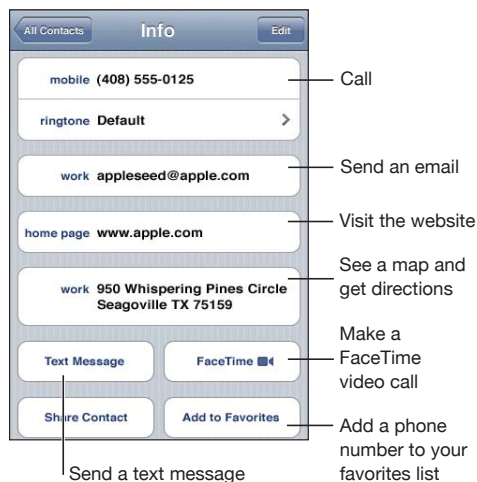 All Contacts Info Edit
mobile (408) 555-0125
Call
ringtone Default
work appleseed@apple.com
Send an email
home page www.apple.com
Visit the website
work 950 Whispering Pines Circle
Seagoville TX 75159
See a map and
get directions
Text Message
FaceTime
Make a
FaceTime
video call
Share Contact
Add to Favorites
Add a phone
number to your
favorites list
Send a text message